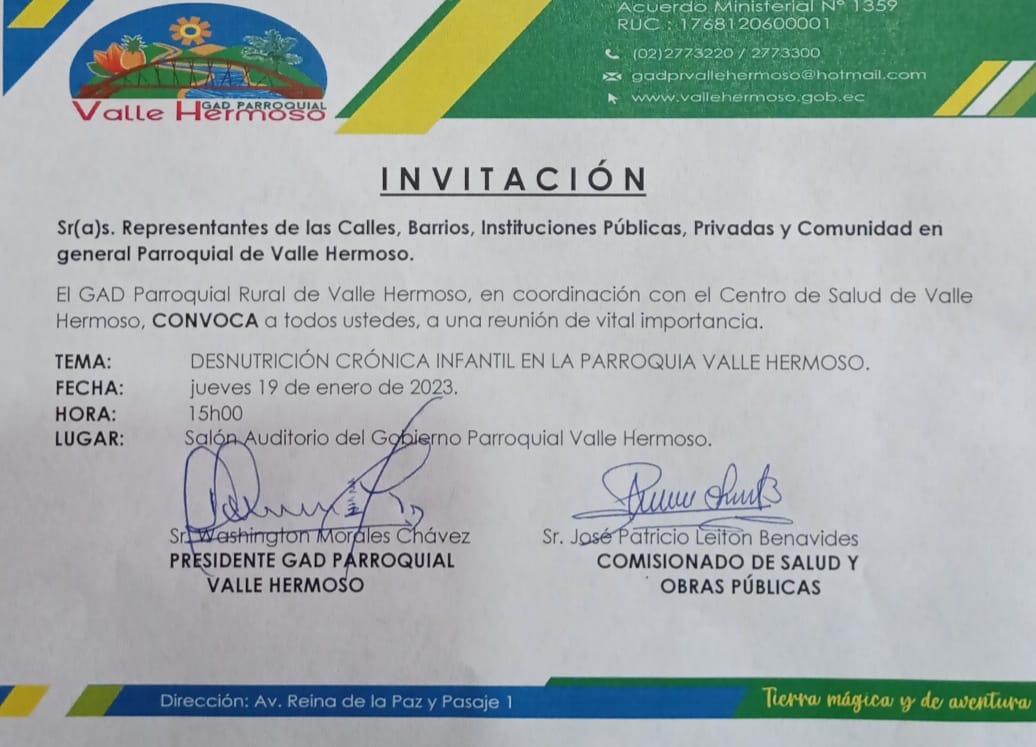 Acuerdo Ministerial Nº 1359
RUC : 1768120600001
(02)2773220 / 2773300
gadprvallehermoso@hotmail.com
www.vallehermoso.gob.ec
GAD PARROQUIAL
Valle Hermoso
INVITACIÓN
Sr(a)s. Representantes de las Calles, Barrios, Instituciones Públicas, Privadas y Comunidad en
general Parroquial de Valle Hermoso.
El GAD Parroquial Rural de Valle Hermoso, en coordinación con el Centro de Salud de Valle
Hermoso, CONVOCA a todos ustedes, a una reunión de vital importancia.
TEMA: DESNUTRICIÓN CRÓNICA INFANTIL EN LA PARROQUIA VALLE HERMOSO.
FECHA: jueves 19 de enero de 2023.
HORA: 15h00
LUGAR: Salón Auditorio del Gobierno Parroquial Valle Hermoso.
Sr. Washington Morales Chávez
PRESIDENTE GAD PARROQUIAL
VALLE HERMOSO
Sr. José Patricio Leiton Benavides
COMISIONADO DE SALUD Y
OBRAS PÚBLICAS
Dirección: Av. Reina de la Paz y Pasaje 1
Tierra mágica y de aventura